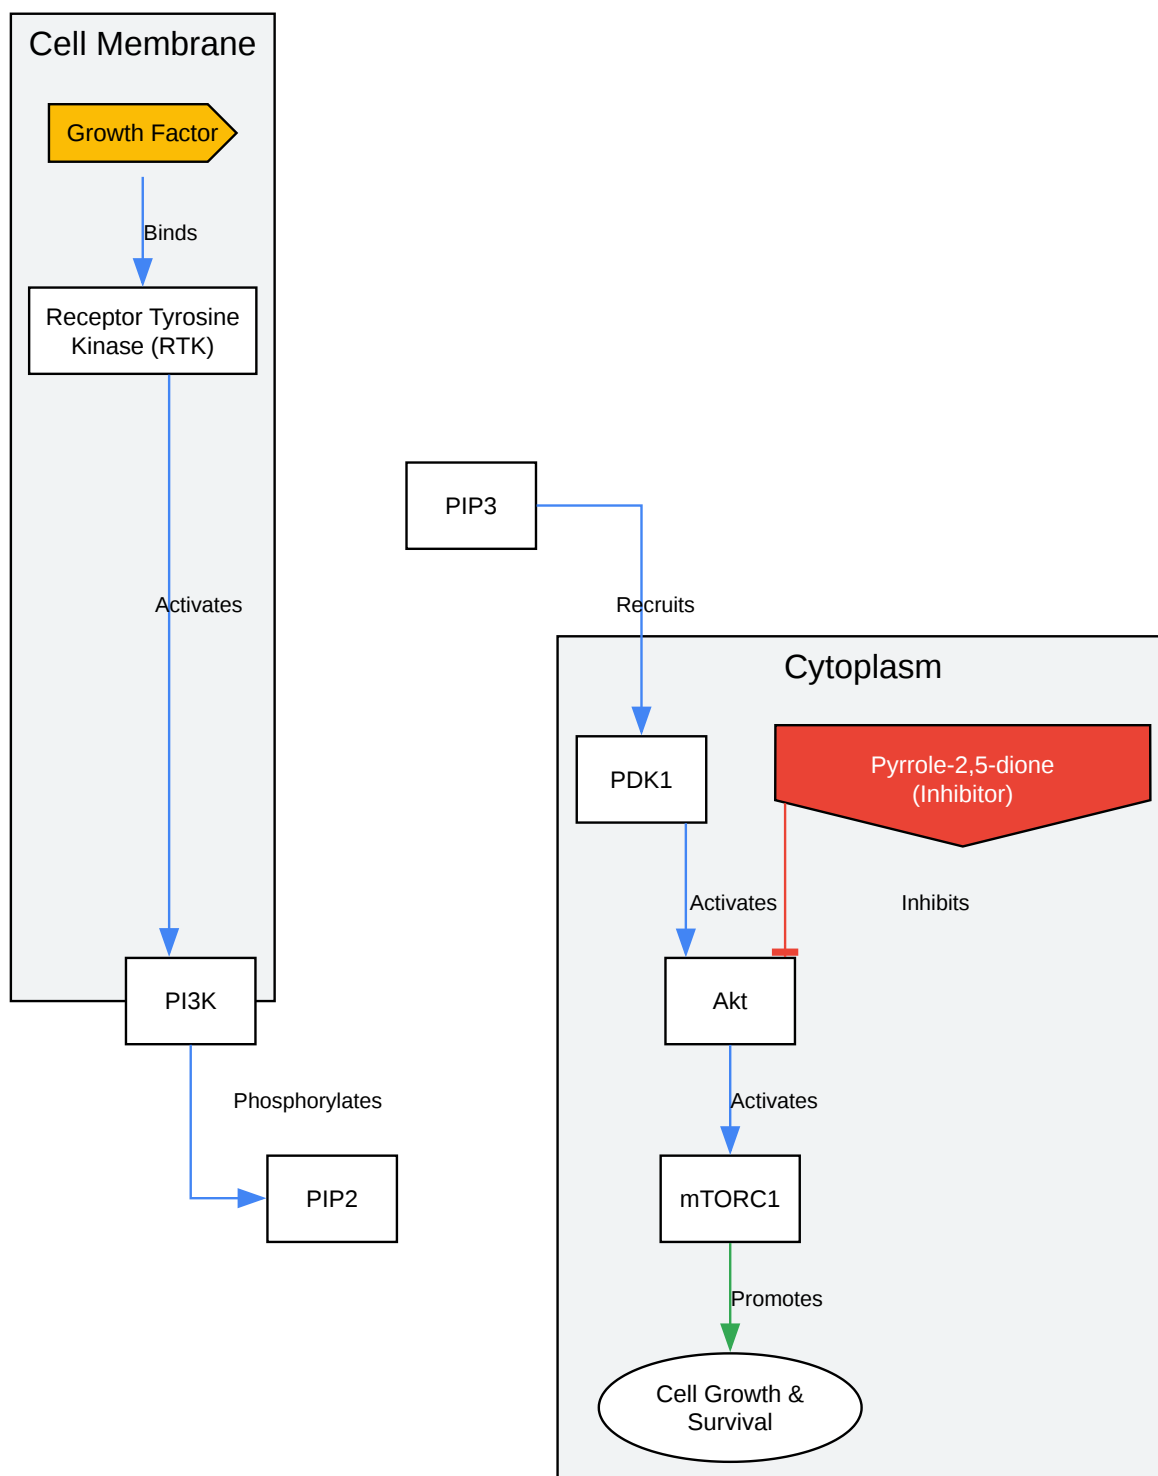 Cell Membrane
Growth Factor
Binds
Receptor Tyrosine
Kinase (RTK)
Activates
PI3K
Phosphorylates
PIP2
PIP3
Recruits
Cytoplasm
PDK1
Pyrrole-2,5-dione
(Inhibitor)
Activates
Inhibits
Akt
Activates
mTORC1
Promotes
Cell Growth &
Survival